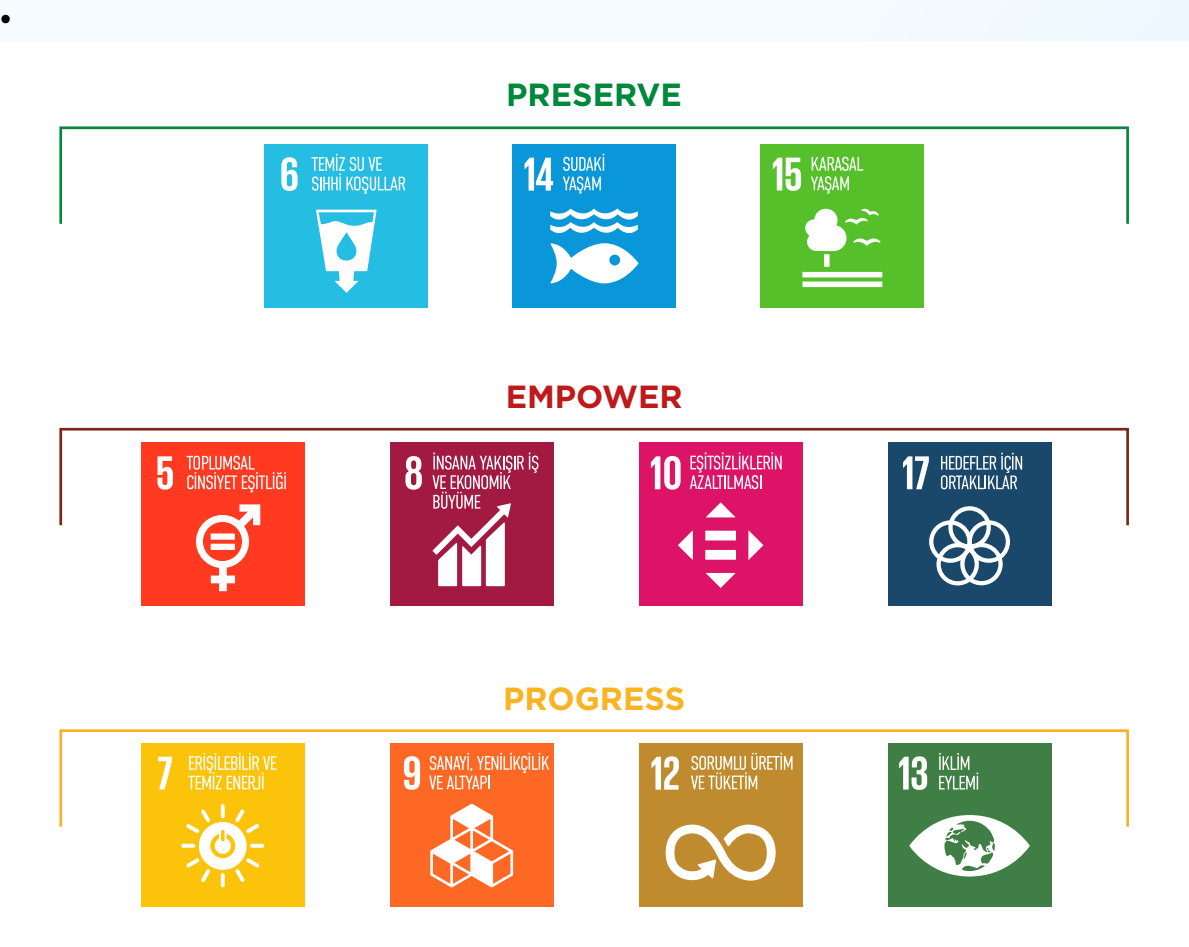 •
PRESERVE
6 TEMİZ SU VE
SIHHİ KOŞULLAR
14 SUDAKİ
YAŞAM
15 KARASAL
YAŞAM
EMPOWER
5 TOPLUMSAL
CİNSİYET EŞİTLİĞİ
8 İNSANA YAKIŞIR İŞ
VE EKONOMİK
BÜYÜME
10 EŞİTSİZLİKLERİN
AZALTILMASI
17 HEDEFLER İÇİN
ORTAKLIKLAR
PROGRESS
7 ERİŞİLEBİLİR VE
TEMİZ ENERJİ
9 SANAYİ, YENİLİKÇİLİK
VE ALTYAPI
12 SORUMLU ÜRETİM
VE TÜKETİM
13 İKLİM
EYLEMİ